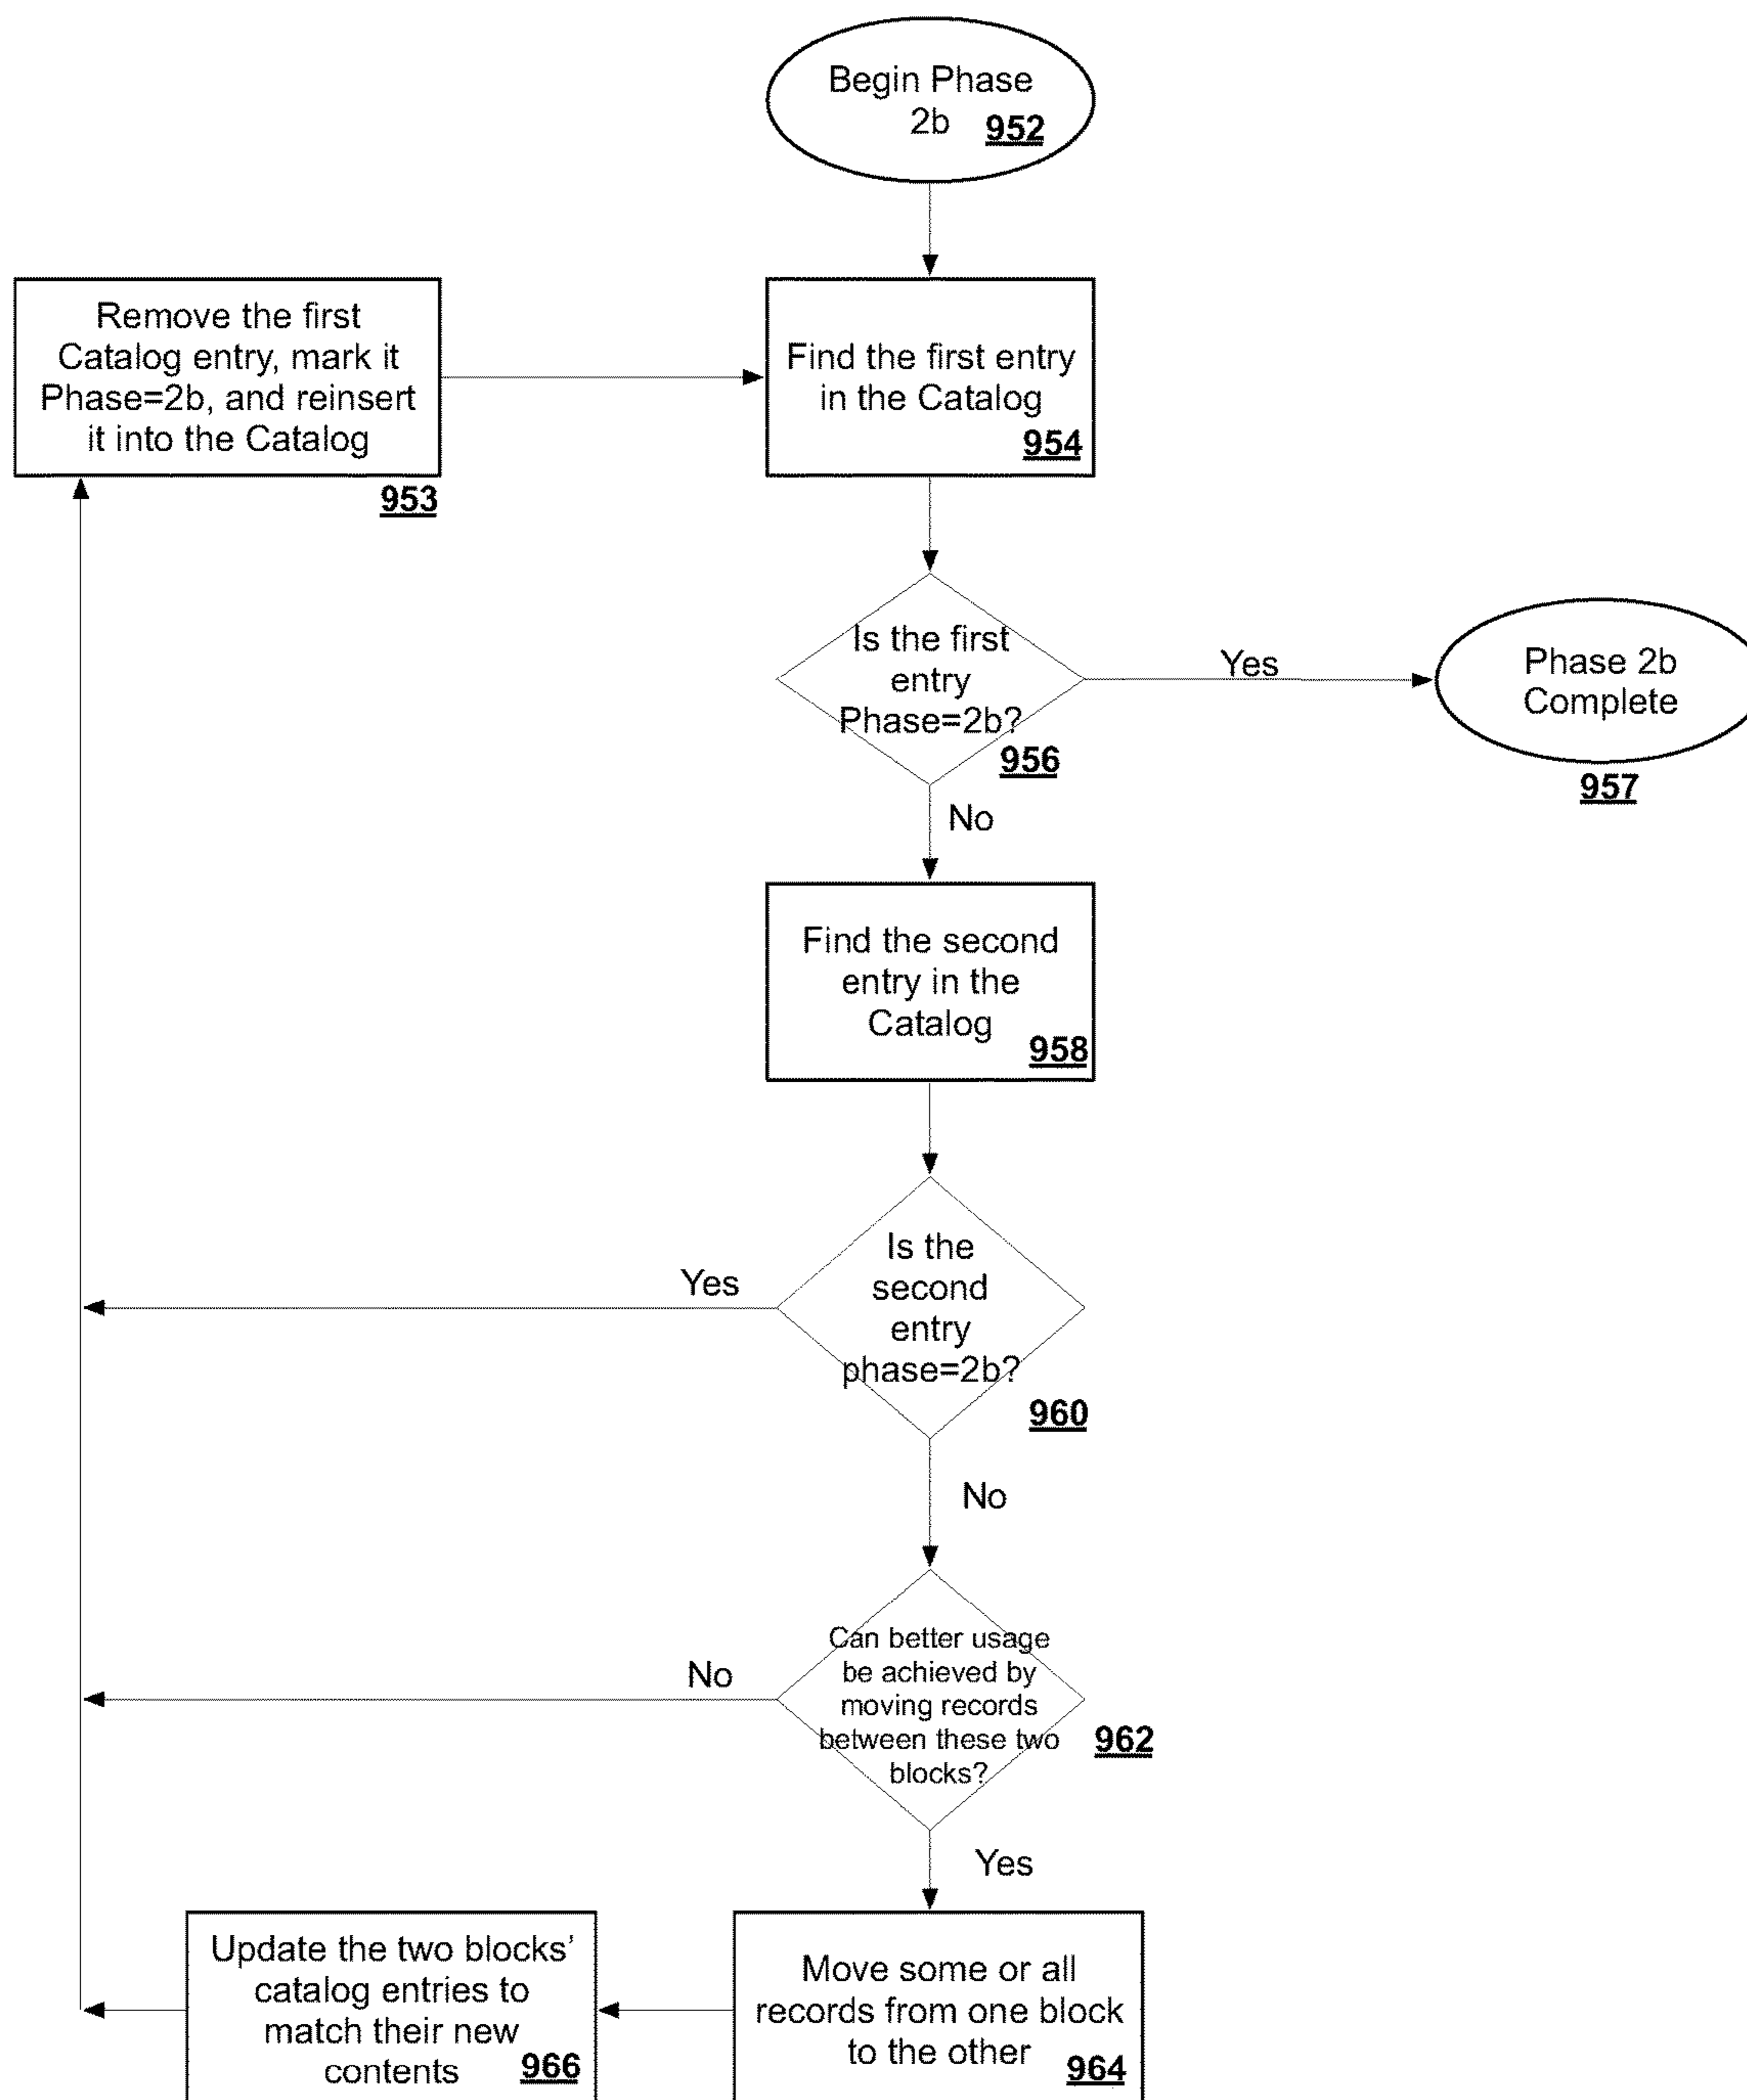 Begin Phase
2b 952
Remove the first
Catalog entry, mark it
Phase=2b, and reinsert
it into the Catalog
953
Find the first entry
in the Catalog
954
Is the first
entry
Phase=2b?
956
Yes
Phase 2b
Complete
957
No
Find the second
entry in the
Catalog
958
Is the
second
entry
phase=2b?
960
Yes
No
Can better usage
be achieved by
moving records
between these two
blocks?
962
No
Yes
Move some or all
records from one block
to the other
964
Update the two blocks’
catalog entries to
match their new
contents
966